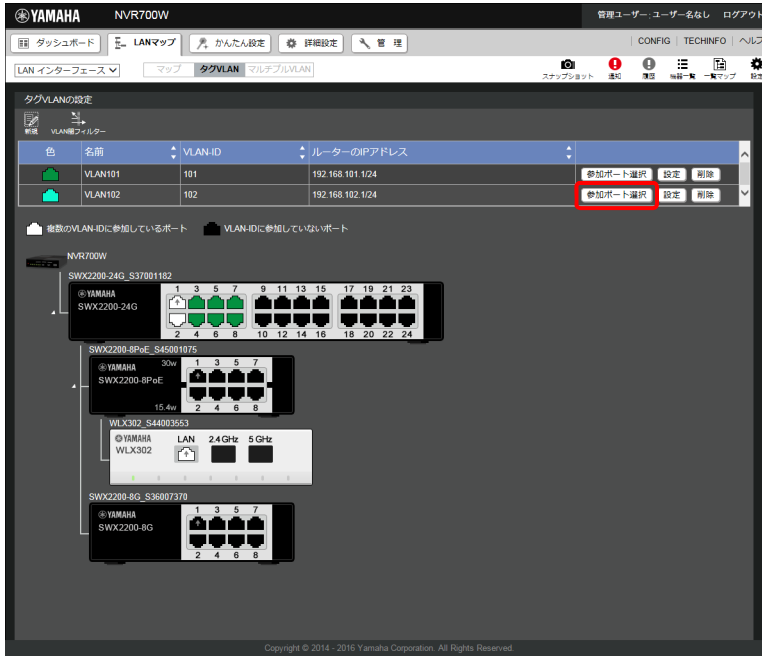 YAMAHA NVR700W 管理ユーザー：ユーザー名なし ログアウト
ダッシュボード LANマップ かんたん設定 詳細設定 管 理 CONFIG TECHINFO ヘルプ
LAN インターフェース マップ タグVLAN マルチプルVLAN スナップショット 通知 履歴 機器一覧 一覧マップ 設定
タグVLANの設定
新規 VLAN間フィルター
色 名前 VLAN-ID ルーターのIPアドレス
VLAN101 101 192.168.101.1/24 参加ポート選択 設定 削除
VLAN102 102 192.168.102.1/24 参加ポート選択 設定 削除
複数のVLAN-IDに参加しているポート VLAN-IDに参加していないポート
NVR700W
SWX2200-24G_S37001182
1 3 5 7 9 11 13 15 17 19 21 23
YAMAHA
SWX2200-24G
2 4 6 8 10 12 14 16 18 20 22 24
SWX2200-8PoE_S45001075
YAMAHA 30w 1 3 5 7
SWX2200-8PoE
15.4w 2 4 6 8
WLX302_S44003553
YAMAHA LAN 2.4 GHz 5 GHz
WLX302
SWX2200-8G_S36007370
YAMAHA 1 3 5 7
SWX2200-8G
2 4 6 8
Copyright © 2014 - 2016 Yamaha Corporation. All Rights Reserved.